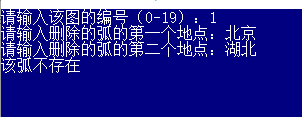 请输入该图的编号（0-19）：1
请输入删除的弧的第一个地点：北京
请输入删除的弧的第二个地点：湖北
该弧不存在